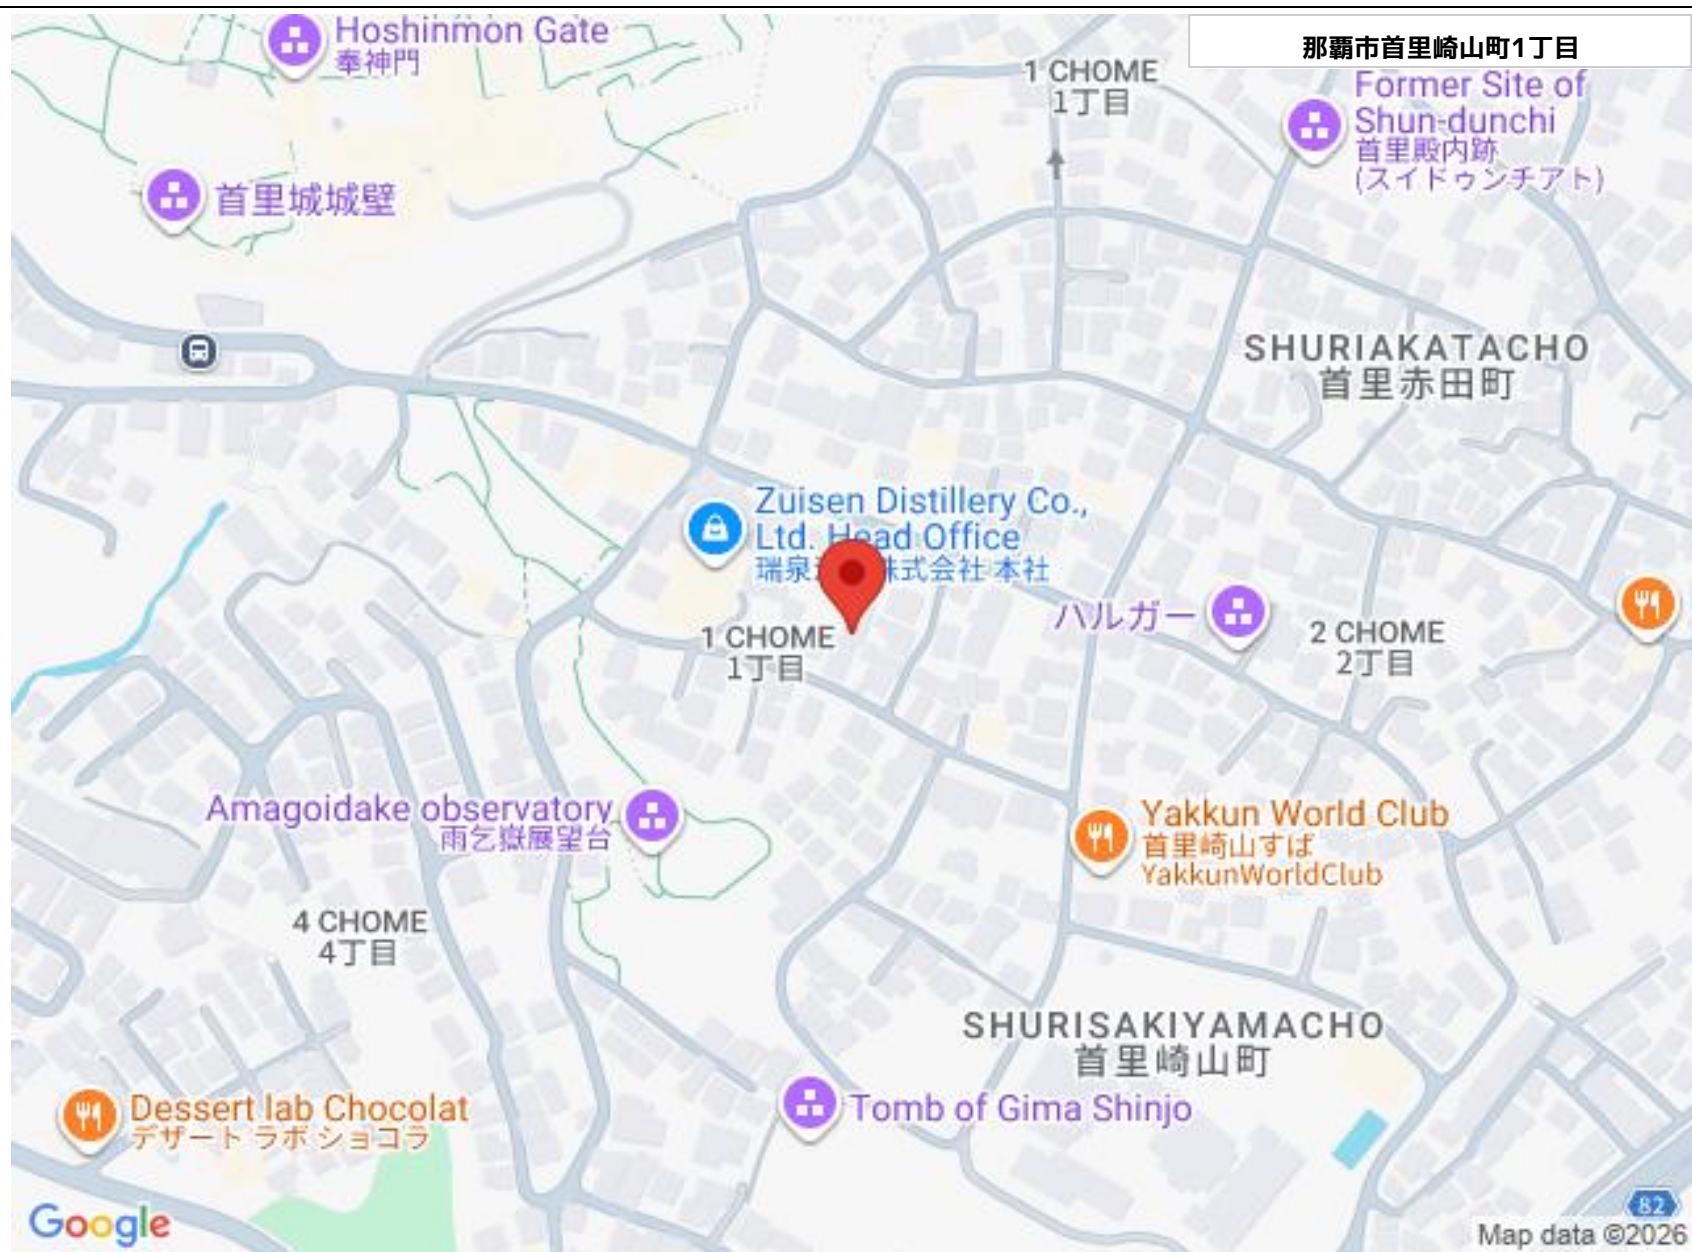 那覇市首里崎山町1丁目
Hoshinmon Gate
奉神門
1 CHOME
1丁目
Former Site of
Shun-dunchi
首里殿内跡
(スイドゥンチアト)
首里城城壁
SHURIAKATACHO
首里赤田町
Zuisen Distillery Co.,
Ltd. Head Office
瑞泉
株式会社 本社
ハルガー
1 CHOME
1丁目
2 CHOME
2丁目
Amagoidake observatory
雨乞嶽展望台
Yakkun World Club
首里崎山すば
YakkunWorldClub
4 CHOME
4丁目
SHURISAKIYAMACHO
首里崎山町
Dessert lab Chocolat
デザート ラボ ショコラ
Tomb of Gima Shinjo
82
Google
Map data ©2026